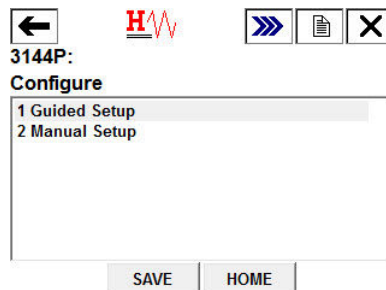 H
3144P:
Configure
1 Guided Setup
2 Manual Setup
SAVE HOME